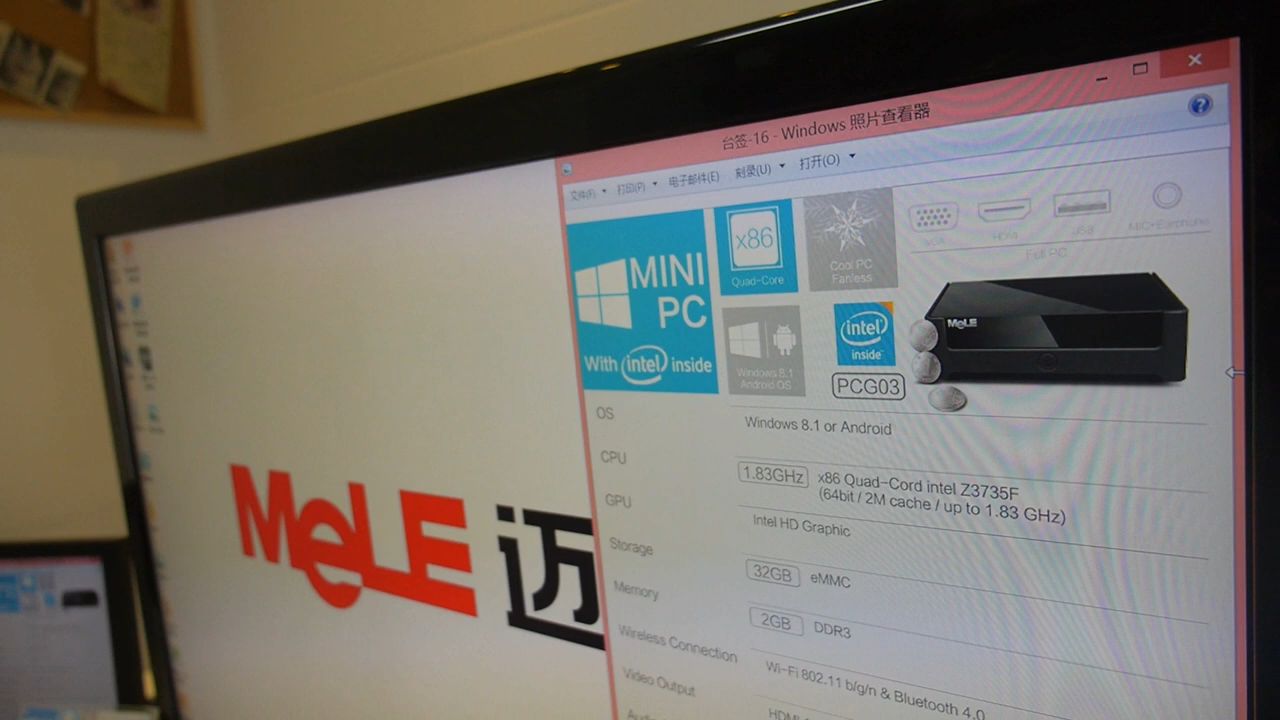 台签-16 - Windows 照片查看器
文件(F) 打印(P) 电子邮件(E) 刻录(U) 打开(O)
MINI
PC
With intel inside
x86
Quad-Core
Cool PC
Fanless
VGA
HDMI
USB
MIC+Earphone
Full PC
Windows 8.1
Android OS
intel
inside
PCG03
MeLE
MeLE 迈
OS
Windows 8.1 or Android
CPU
1.83GHz x86 Quad-Cord intel Z3735F
(64bit / 2M cache / up to 1.83 GHz)
GPU
Intel HD Graphic
Storage
32GB eMMC
Memory
2GB DDR3
Wireless Connection
Wi-Fi 802.11 b/g/n & Bluetooth 4.0
Video Output
HDMI